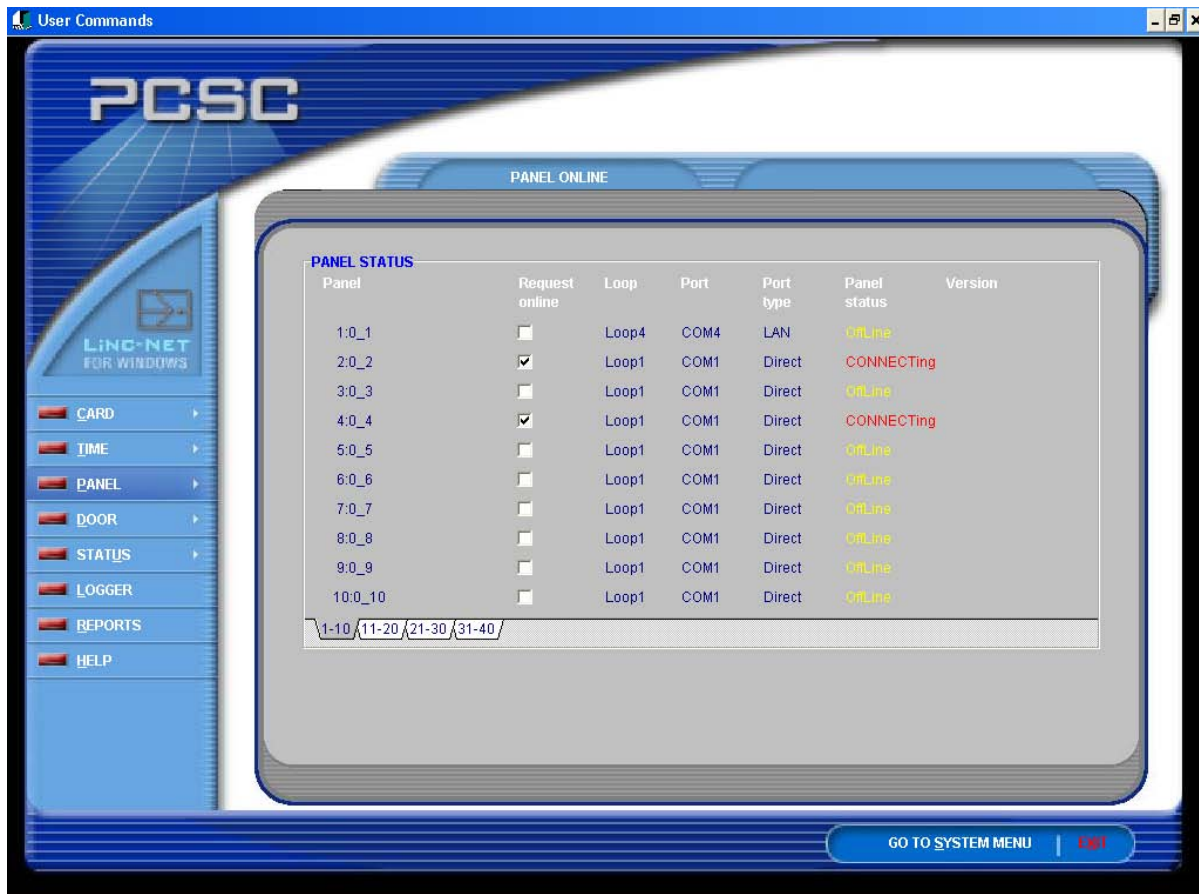 User Commands
PCSC
PANEL ONLINE
LiNC-NET
FOR WINDOWS
CARD
TIME
PANEL
DOOR
STATUS
LOGGER
REPORTS
HELP
PANEL STATUS
Panel Request online Loop Port Port type Panel status Version
1:0_1 Loop4 COM4 LAN OffLine
2:0_2 Loop1 COM1 Direct CONNECTing
3:0_3 Loop1 COM1 Direct OffLine
4:0_4 Loop1 COM1 Direct CONNECTing
5:0_5 Loop1 COM1 Direct OffLine
6:0_6 Loop1 COM1 Direct OffLine
7:0_7 Loop1 COM1 Direct OffLine
8:0_8 Loop1 COM1 Direct OffLine
9:0_9 Loop1 COM1 Direct OffLine
10:0_10 Loop1 COM1 Direct OffLine
1-10 11-20 21-30 31-40
GO TO SYSTEM MENU | EXIT